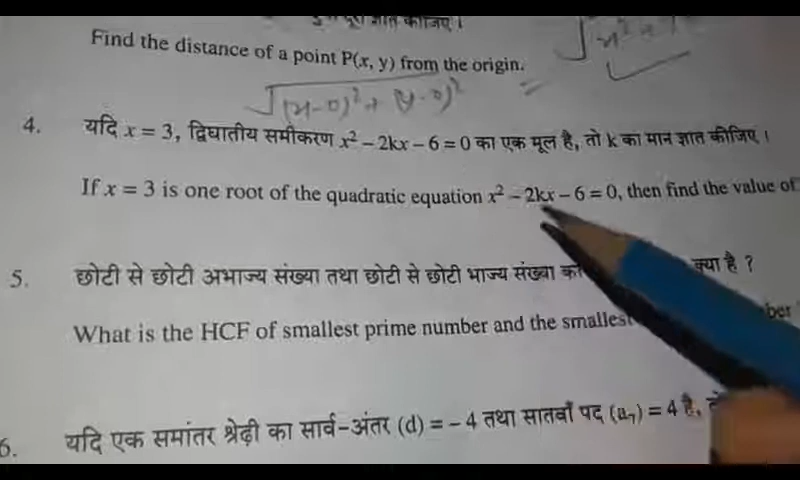 ज्ञात कीजिए ।
Find the distance of a point P(x, y) from the origin.
√(x-0)² + (y-0)² =
4. यदि x = 3, द्विघातीय समीकरण x² – 2kx – 6 = 0 का एक मूल है, तो k का मान ज्ञात कीजिए ।
If x = 3 is one root of the quadratic equation x² – 2kx – 6 = 0, then find the value of
5. छोटी से छोटी अभाज्य संख्या तथा छोटी से छोटी भाज्य संख्या का क्या है ?
What is the HCF of smallest prime number and the smallest
6. यदि एक समांतर श्रेढ़ी का सार्व-अंतर (d) = – 4 तथा सातवाँ पद (a₇) = 4 है,